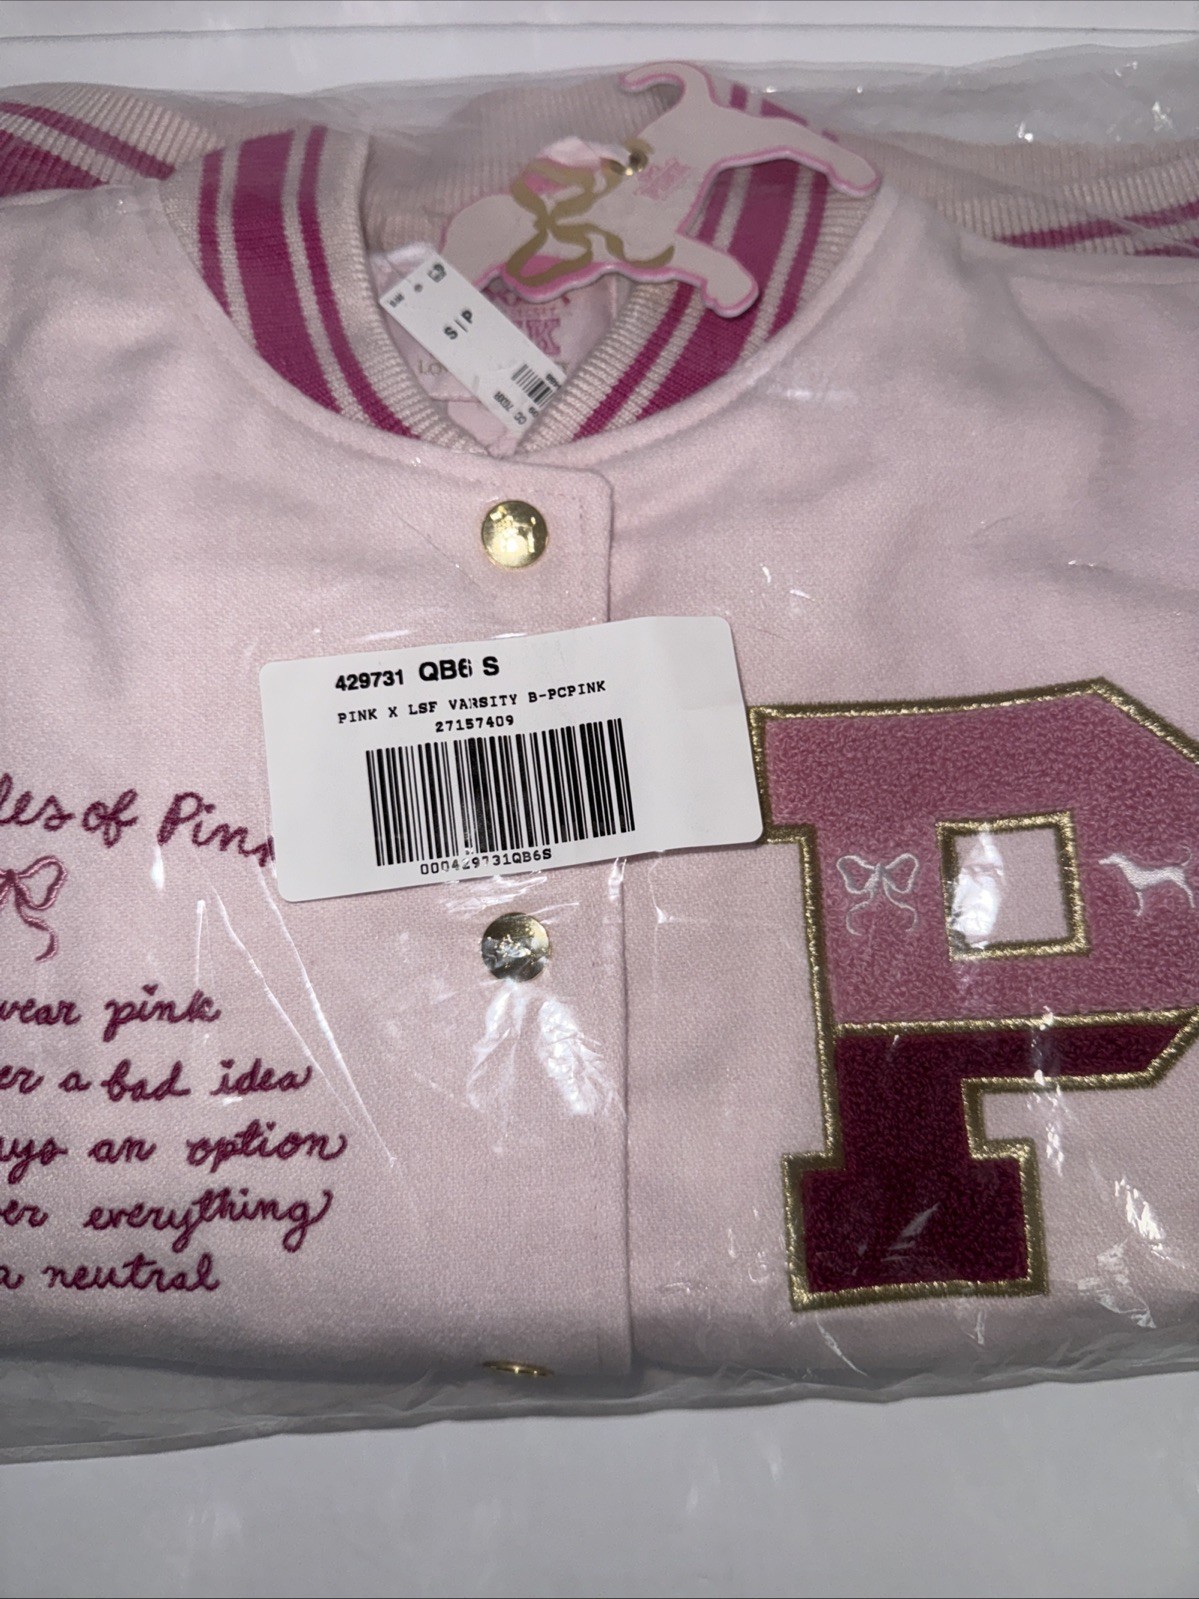 S|P
429731 QB6 S
PINK X LSF VARSITY B-PCPINK
27157409
000429731QB6S
les of Pin
wear pink
er a bad idea
ays an option
er everything
a neutral
P